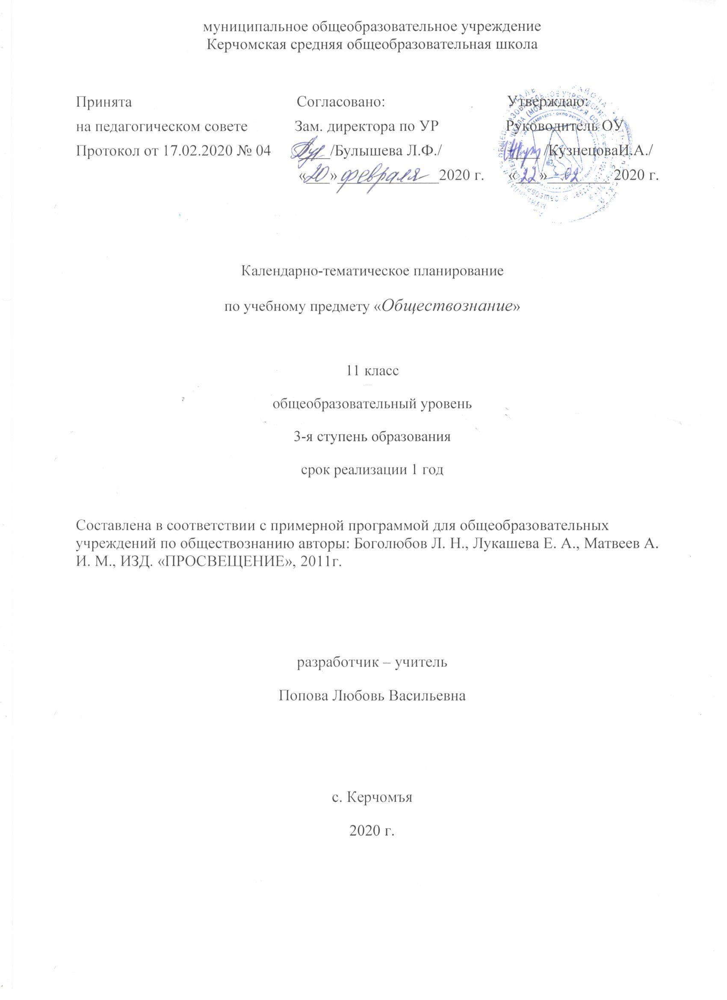 муниципальное общеобразовательное учреждение
Керчомская средняя общеобразовательная школа
Принята Согласовано: Утверждаю:
на педагогическом совете Зам. директора по УР Руководитель ОУ
Протокол от 17.02.2020 № 04 /Булышева Л.Ф./ /КузнецоваИ.А./
«20» февраля 2020 г. «22» 02 2020 г.
Календарно-тематическое планирование
по учебному предмету «Обществознание»
11 класс
общеобразовательный уровень
3-я ступень образования
срок реализации 1 год
Составлена в соответствии с примерной программой для общеобразовательных
учреждений по обществознанию авторы: Боголюбов Л. Н., Лукашева Е. А., Матвеев А.
И. М., ИЗД. «ПРОСВЕЩЕНИЕ», 2011г.
разработчик – учитель
Попова Любовь Васильевна
с. Керчомъя
2020 г.